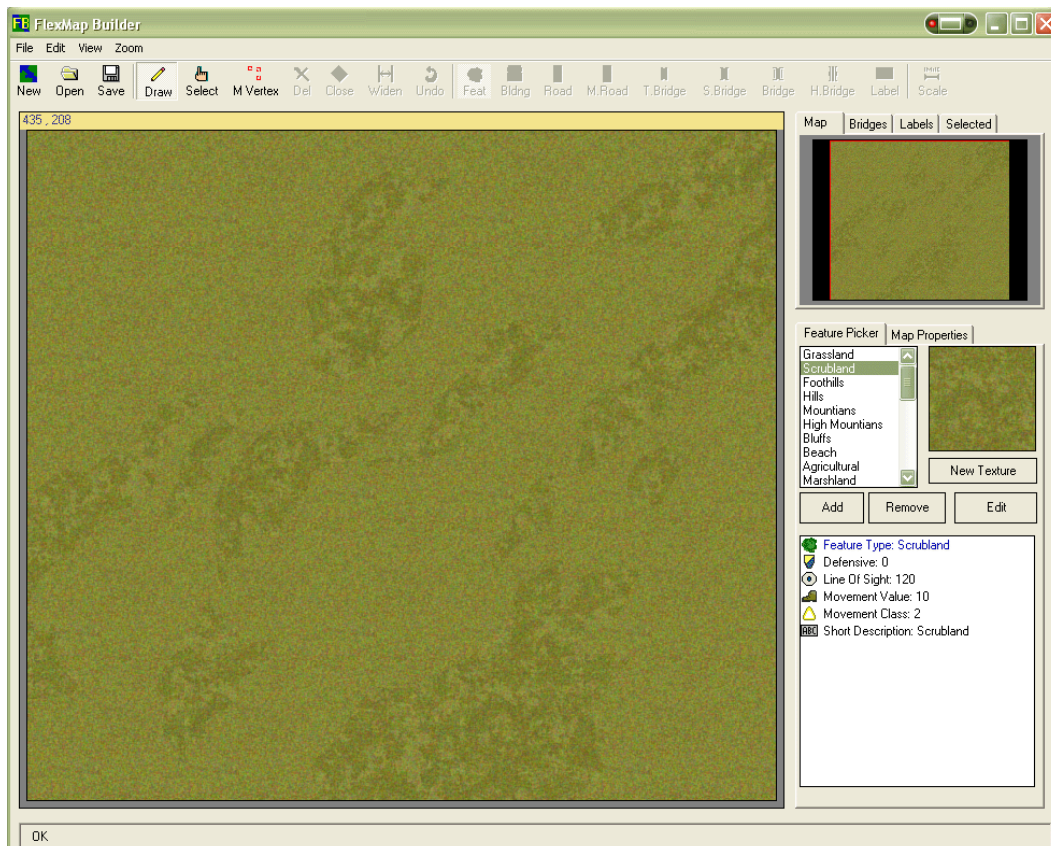 FB FlexMap Builder
File Edit View Zoom
New Open Save Draw Select M Vertex Del Close Widen Undo Feat Bldng Road M.Road T.Bridge S.Bridge Bridge H.Bridge Label Scale
435 , 208
Map Bridges Labels Selected
Feature Picker Map Properties
Grassland
Scrubland
Foothills
Hills
Mountians
High Mountians
Bluffs
Beach
Agricultural
Marshland
New Texture
Add Remove Edit
Feature Type: Scrubland
Defensive: 0
Line Of Sight: 120
Movement Value: 10
Movement Class: 2
ABC Short Description: Scrubland
OK